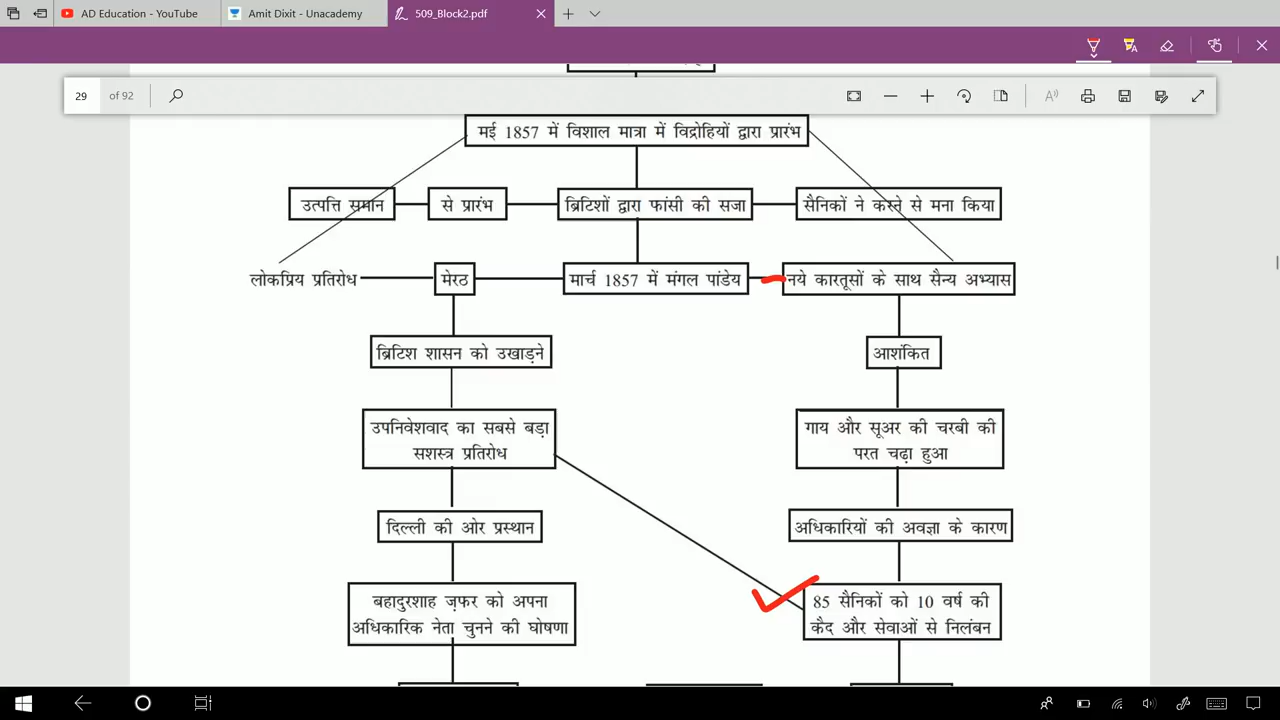 AD Education - YouTube
Amit Dixit - Unacademy
509_Block2.pdf
29 of 92
मई 1857 में विशाल मात्रा में विद्रोहियों द्वारा प्रारंभ
उत्पत्ति समान
से प्रारंभ
ब्रिटिशों द्वारा फांसी की सजा
सैनिकों ने करने से मना किया
लोकप्रिय प्रतिरोध
मेरठ
मार्च 1857 में मंगल पांडेय
नये कारतूसों के साथ सैन्य अभ्यास
ब्रिटिश शासन को उखाड़ने
आशंकित
उपनिवेशवाद का सबसे बड़ा
सशस्त्र प्रतिरोध
गाय और सूअर की चरबी की
परत चढ़ा हुआ
दिल्ली की ओर प्रस्थान
अधिकारियों की अवज्ञा के कारण
बहादुरशाह ज़फर को अपना
अधिकारिक नेता चुनने की घोषणा
85 सैनिकों को 10 वर्ष की
कैद और सेवाओं से निलंबन